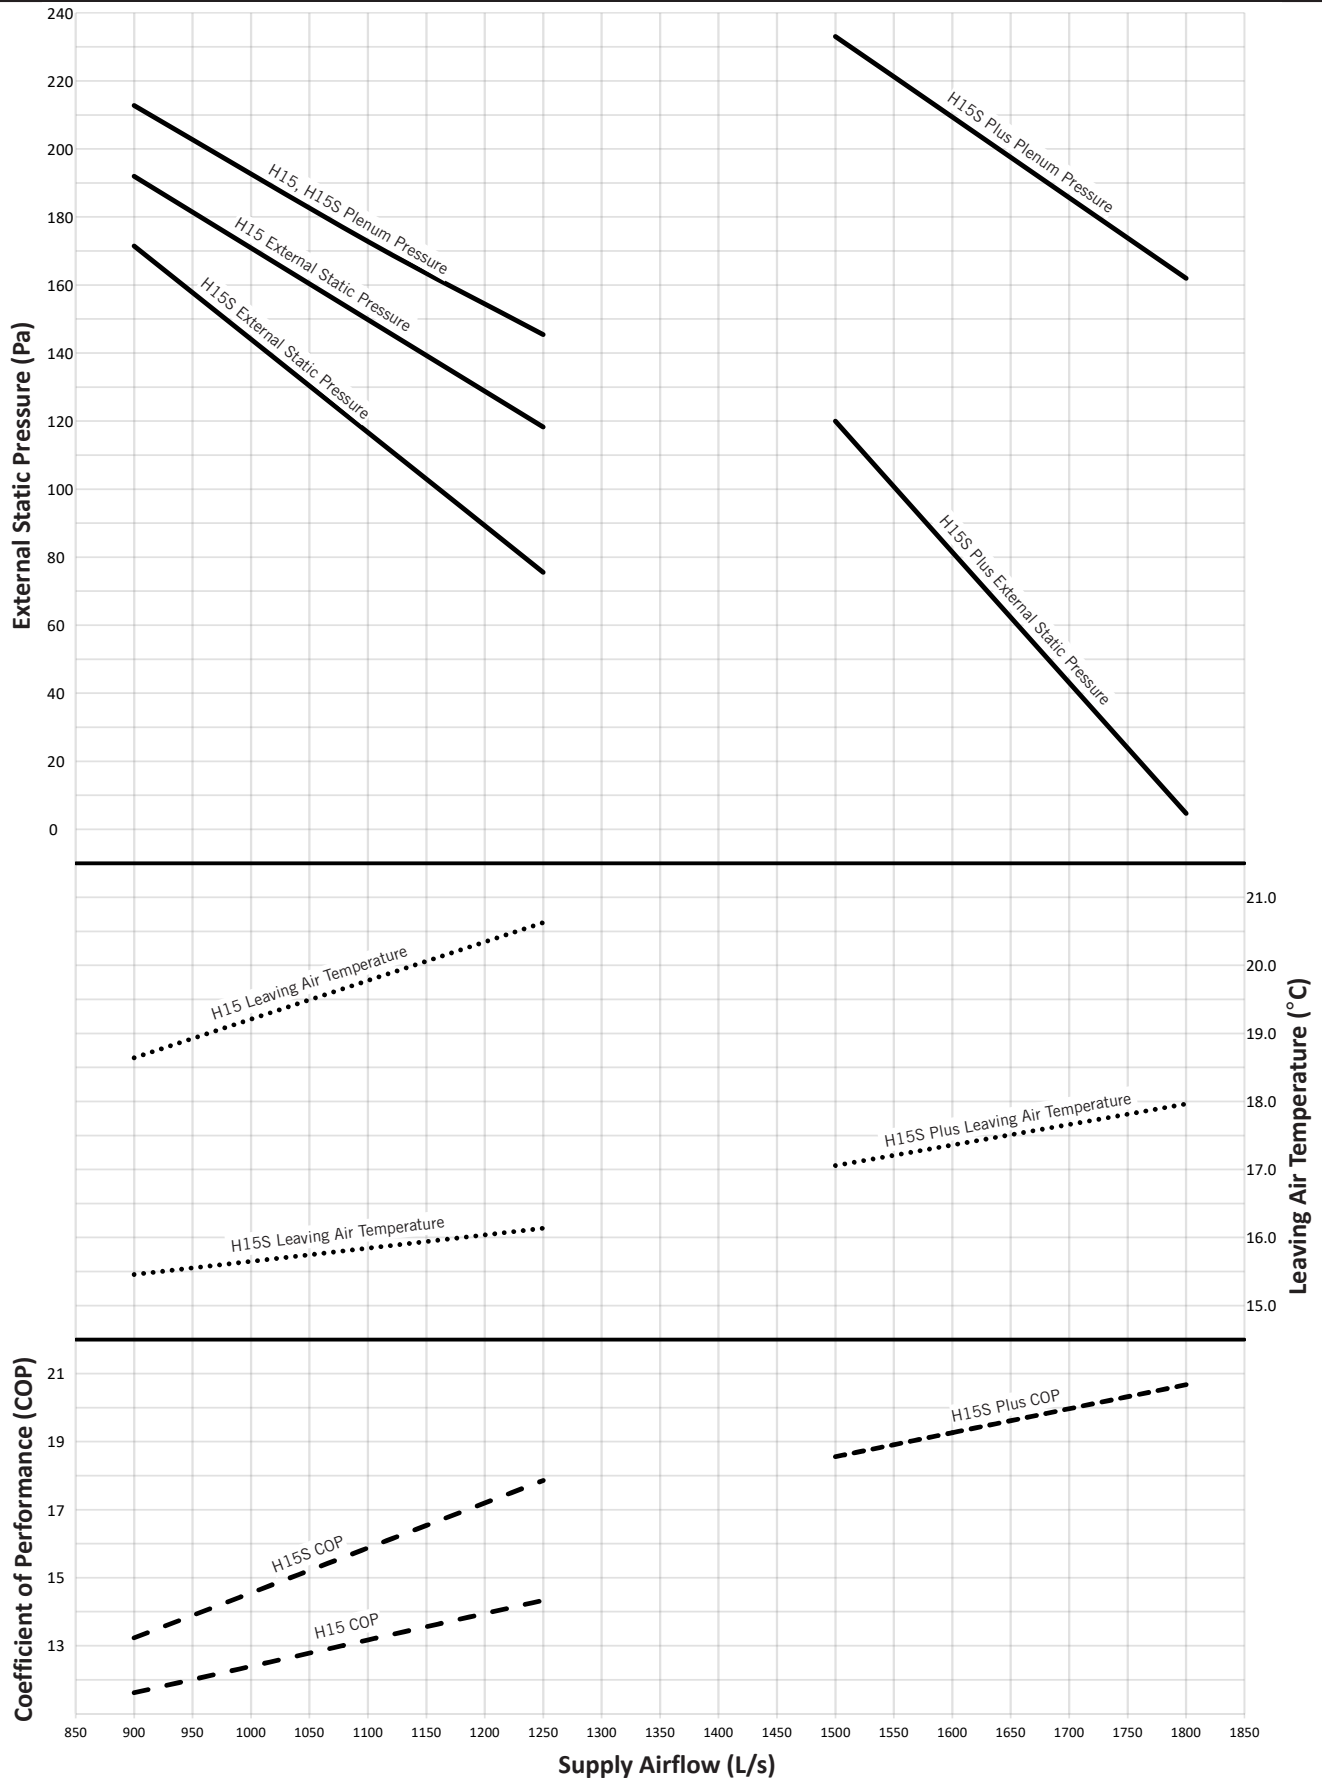 240
220
200
180
160
140
120
100
80
60
40
20
0
External Static Pressure (Pa)
H15, H15S Plenum Pressure
H15 External Static Pressure
H15S External Static Pressure
H15S Plus Plenum Pressure
H15S Plus External Static Pressure
21.0
20.0
19.0
18.0
17.0
16.0
15.0
Leaving Air Temperature (°C)
H15 Leaving Air Temperature
H15S Plus Leaving Air Temperature
H15S Leaving Air Temperature
21
19
17
15
13
Coefficient of Performance (COP)
H15S Plus COP
H15S COP
H15 COP
850 900 950 1000 1050 1100 1150 1200 1250 1300 1350 1400 1450 1500 1550 1600 1650 1700 1750 1800 1850
Supply Airflow (L/s)